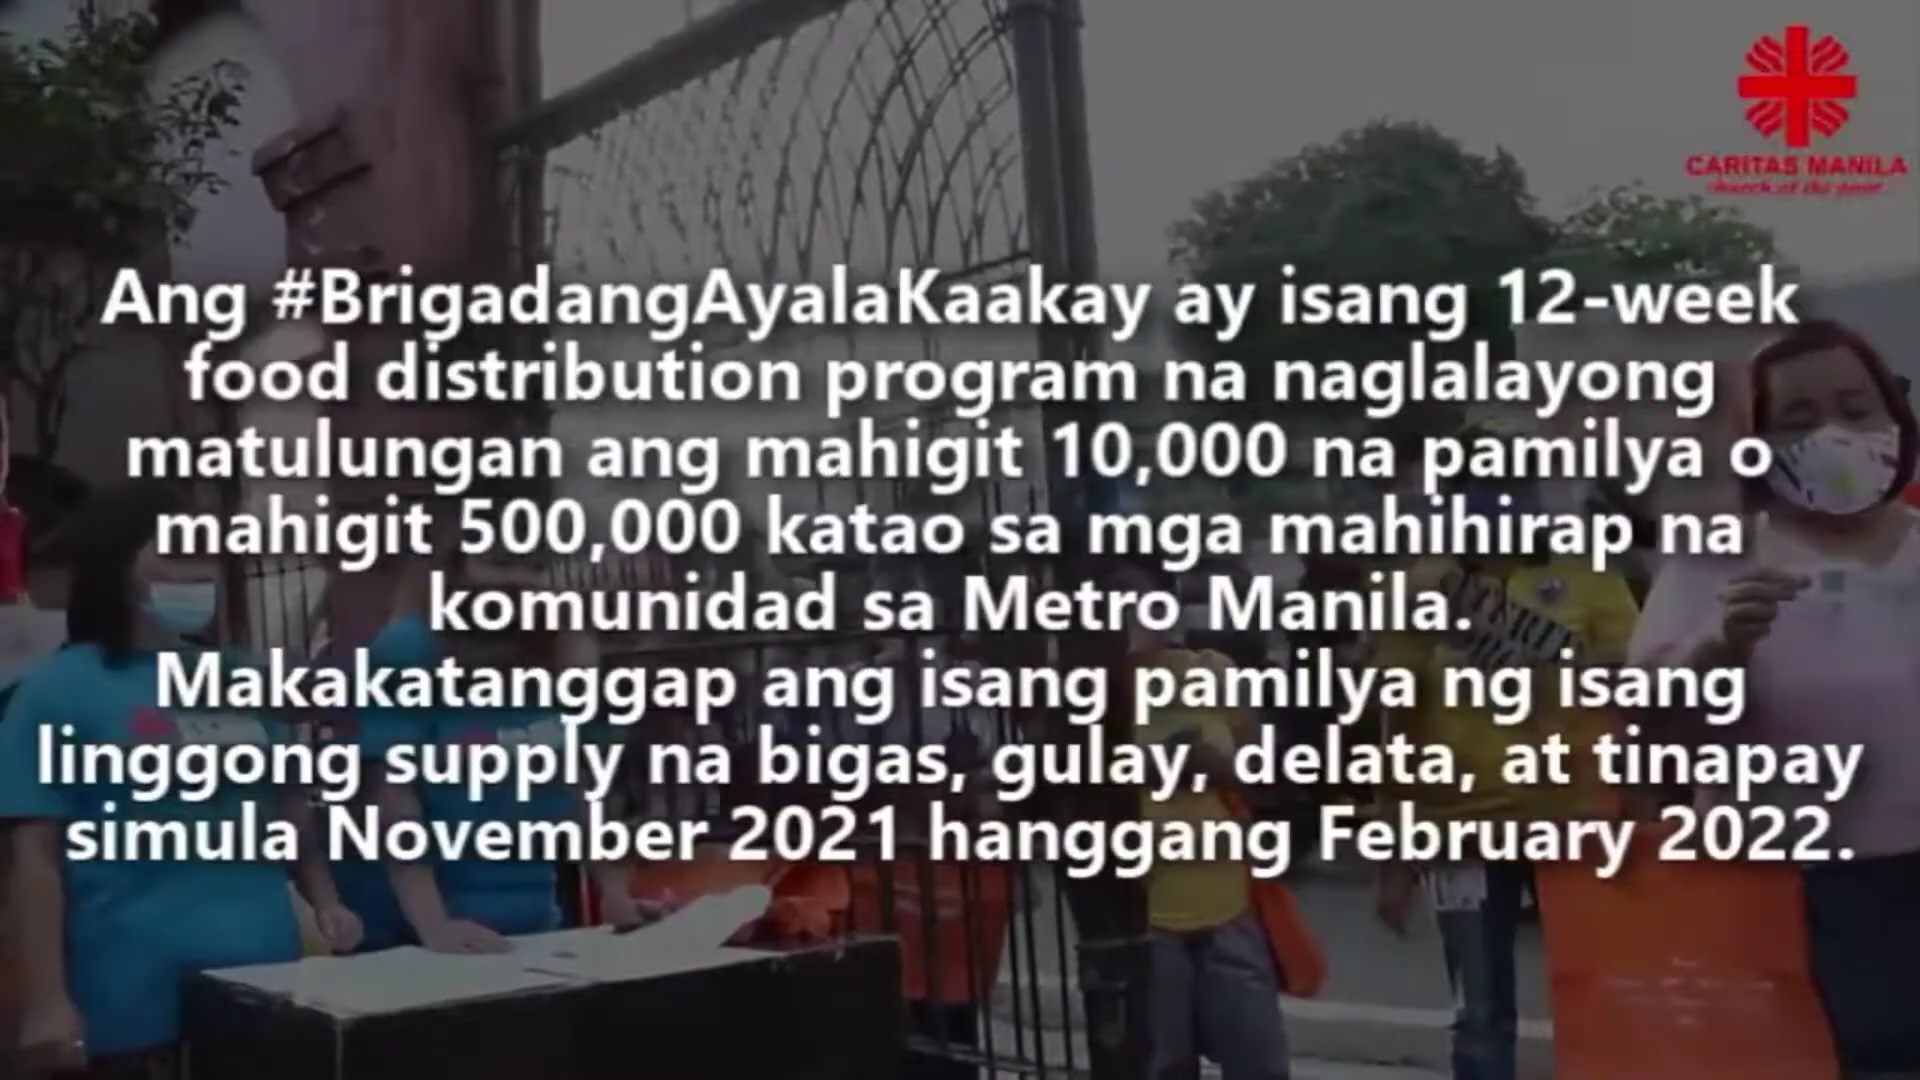 CARITAS MANILA
Ang #BrigadangAyalaKaakay ay isang 12-week
food distribution program na naglalayong
matulungan ang mahigit 10,000 na pamilya o
mahigit 500,000 katao sa mga mahihirap na
komunidad sa Metro Manila.
Makakatanggap ang isang pamilya ng isang
linggong supply na bigas, gulay, delata, at tinapay
simula November 2021 hanggang February 2022.